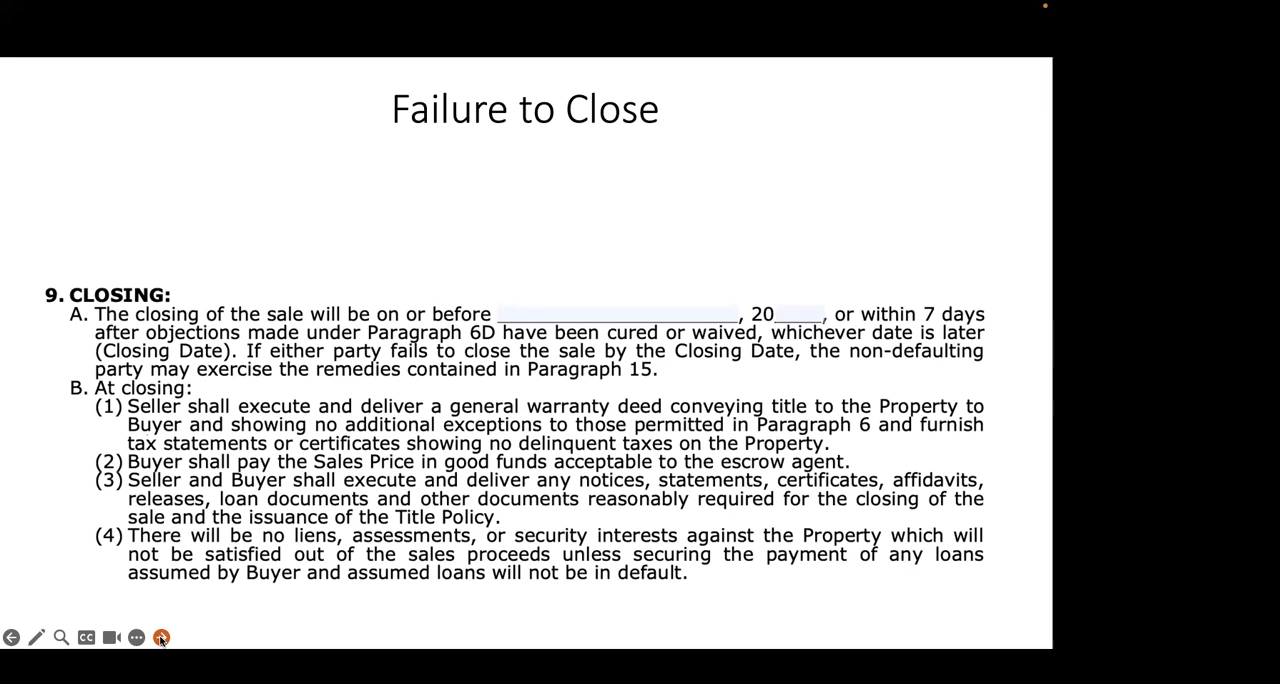 Failure to Close
9. CLOSING:
A. The closing of the sale will be on or before ____________________, 20____, or within 7 days
after objections made under Paragraph 6D have been cured or waived, whichever date is later
(Closing Date). If either party fails to close the sale by the Closing Date, the non-defaulting
party may exercise the remedies contained in Paragraph 15.
B. At closing:
(1) Seller shall execute and deliver a general warranty deed conveying title to the Property to
Buyer and showing no additional exceptions to those permitted in Paragraph 6 and furnish
tax statements or certificates showing no delinquent taxes on the Property.
(2) Buyer shall pay the Sales Price in good funds acceptable to the escrow agent.
(3) Seller and Buyer shall execute and deliver any notices, statements, certificates, affidavits,
releases, loan documents and other documents reasonably required for the closing of the
sale and the issuance of the Title Policy.
(4) There will be no liens, assessments, or security interests against the Property which will
not be satisfied out of the sales proceeds unless securing the payment of any loans
assumed by Buyer and assumed loans will not be in default.
CC